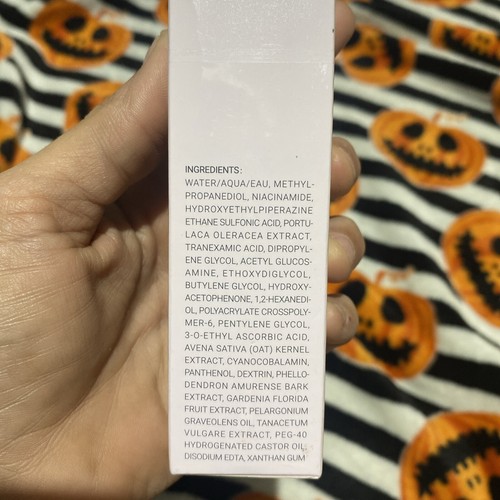 INGREDIENTS:
WATER/AQUA/EAU, METHYL-
PROPANEDIOL, NIACINAMIDE,
HYDROXYETHYLPIPERAZINE
ETHANE SULFONIC ACID, PORTU-
LACA OLERACEA EXTRACT,
TRANEXAMIC ACID, DIPROPYL-
ENE GLYCOL, ACETYL GLUCOS-
AMINE, ETHOXYDIGLYCOL,
BUTYLENE GLYCOL, HYDROXY-
ACETOPHENONE, 1,2-HEXANEDI-
OL, POLYACRYLATE CROSSPOLY-
MER-6, PENTYLENE GLYCOL,
3-O-ETHYL ASCORBIC ACID,
AVENA SATIVA (OAT) KERNEL
EXTRACT, CYANOCOBALAMIN,
PANTHENOL, DEXTRIN, PHELLO-
DENDRON AMURENSE BARK
EXTRACT, GARDENIA FLORIDA
FRUIT EXTRACT, PELARGONIUM
GRAVEOLENS OIL, TANACETUM
VULGARE EXTRACT, PEG-40
HYDROGENATED CASTOR OIL,
DISODIUM EDTA, XANTHAN GUM